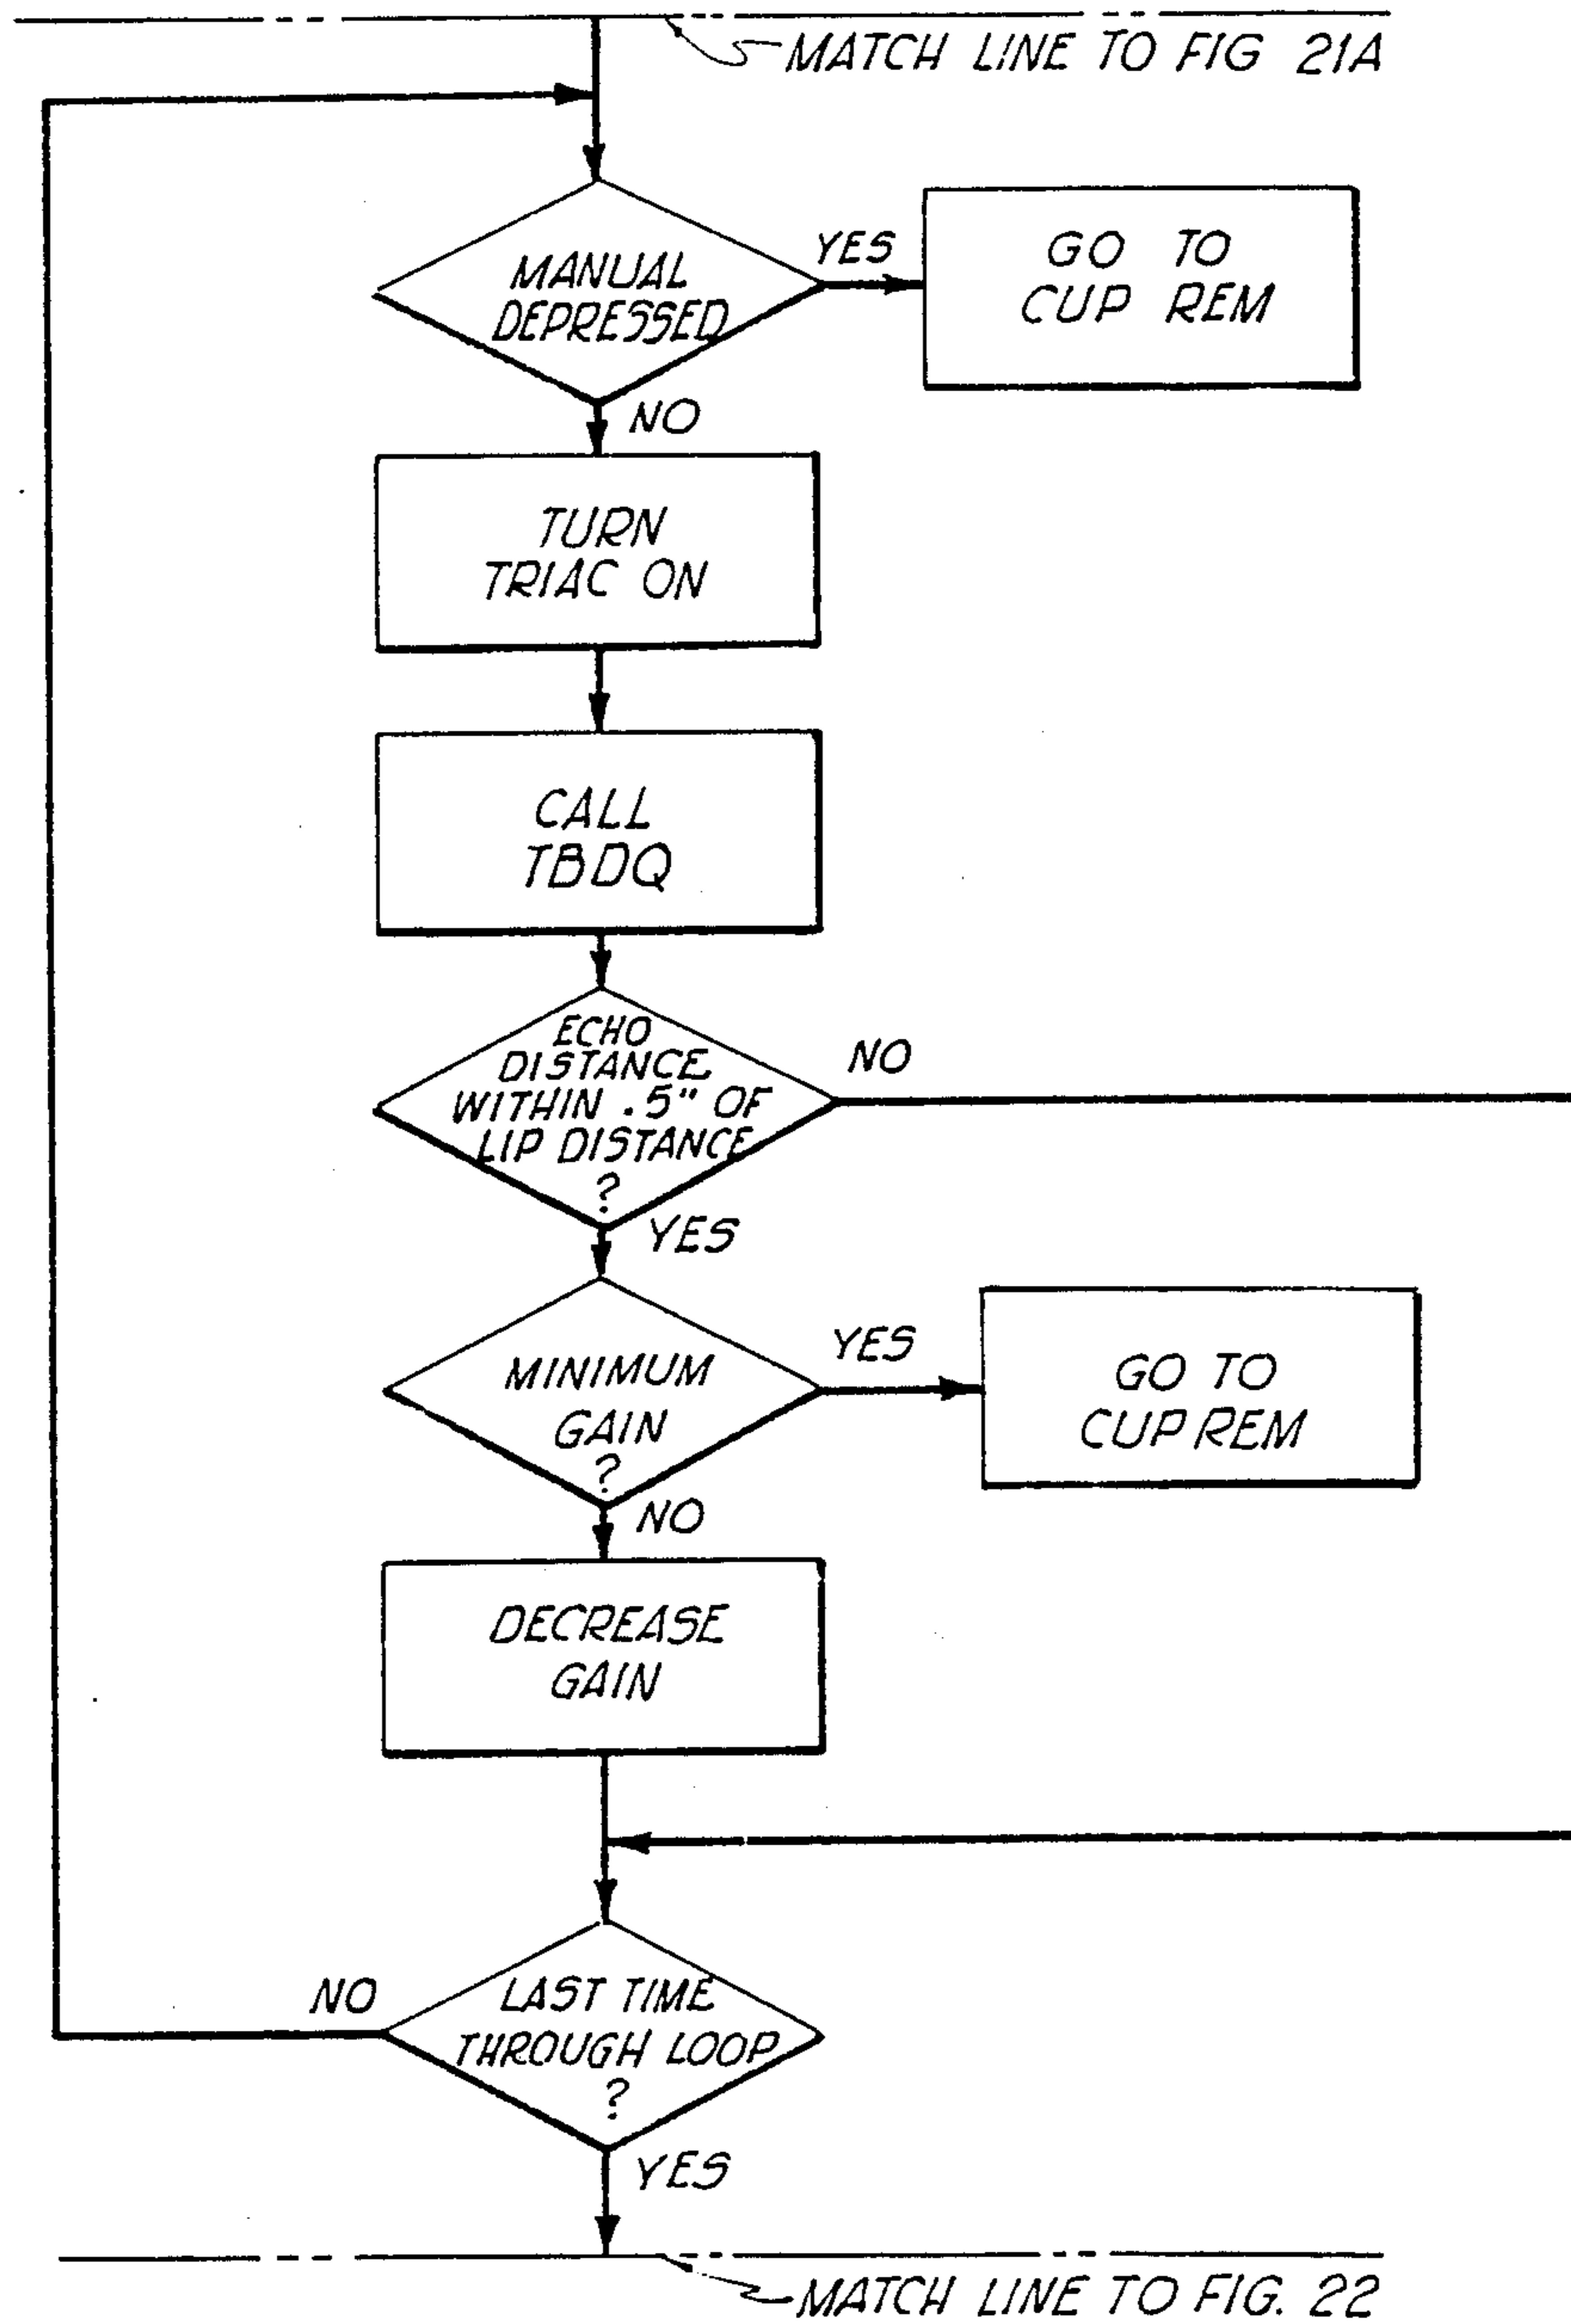 MATCH LINE TO FIG 21A
MANUAL
DEPRESSED
YES
GO TO
CUP REM
NO
TURN
TRIAC ON
CALL
TBDQ
ECHO
DISTANCE
WITHIN .5" OF
LIP DISTANCE
?
NO
YES
MINIMUM
GAIN
?
YES
GO TO
CUP REM
NO
DECREASE
GAIN
LAST TIME
THROUGH LOOP
?
NO
YES
MATCH LINE TO FIG. 22